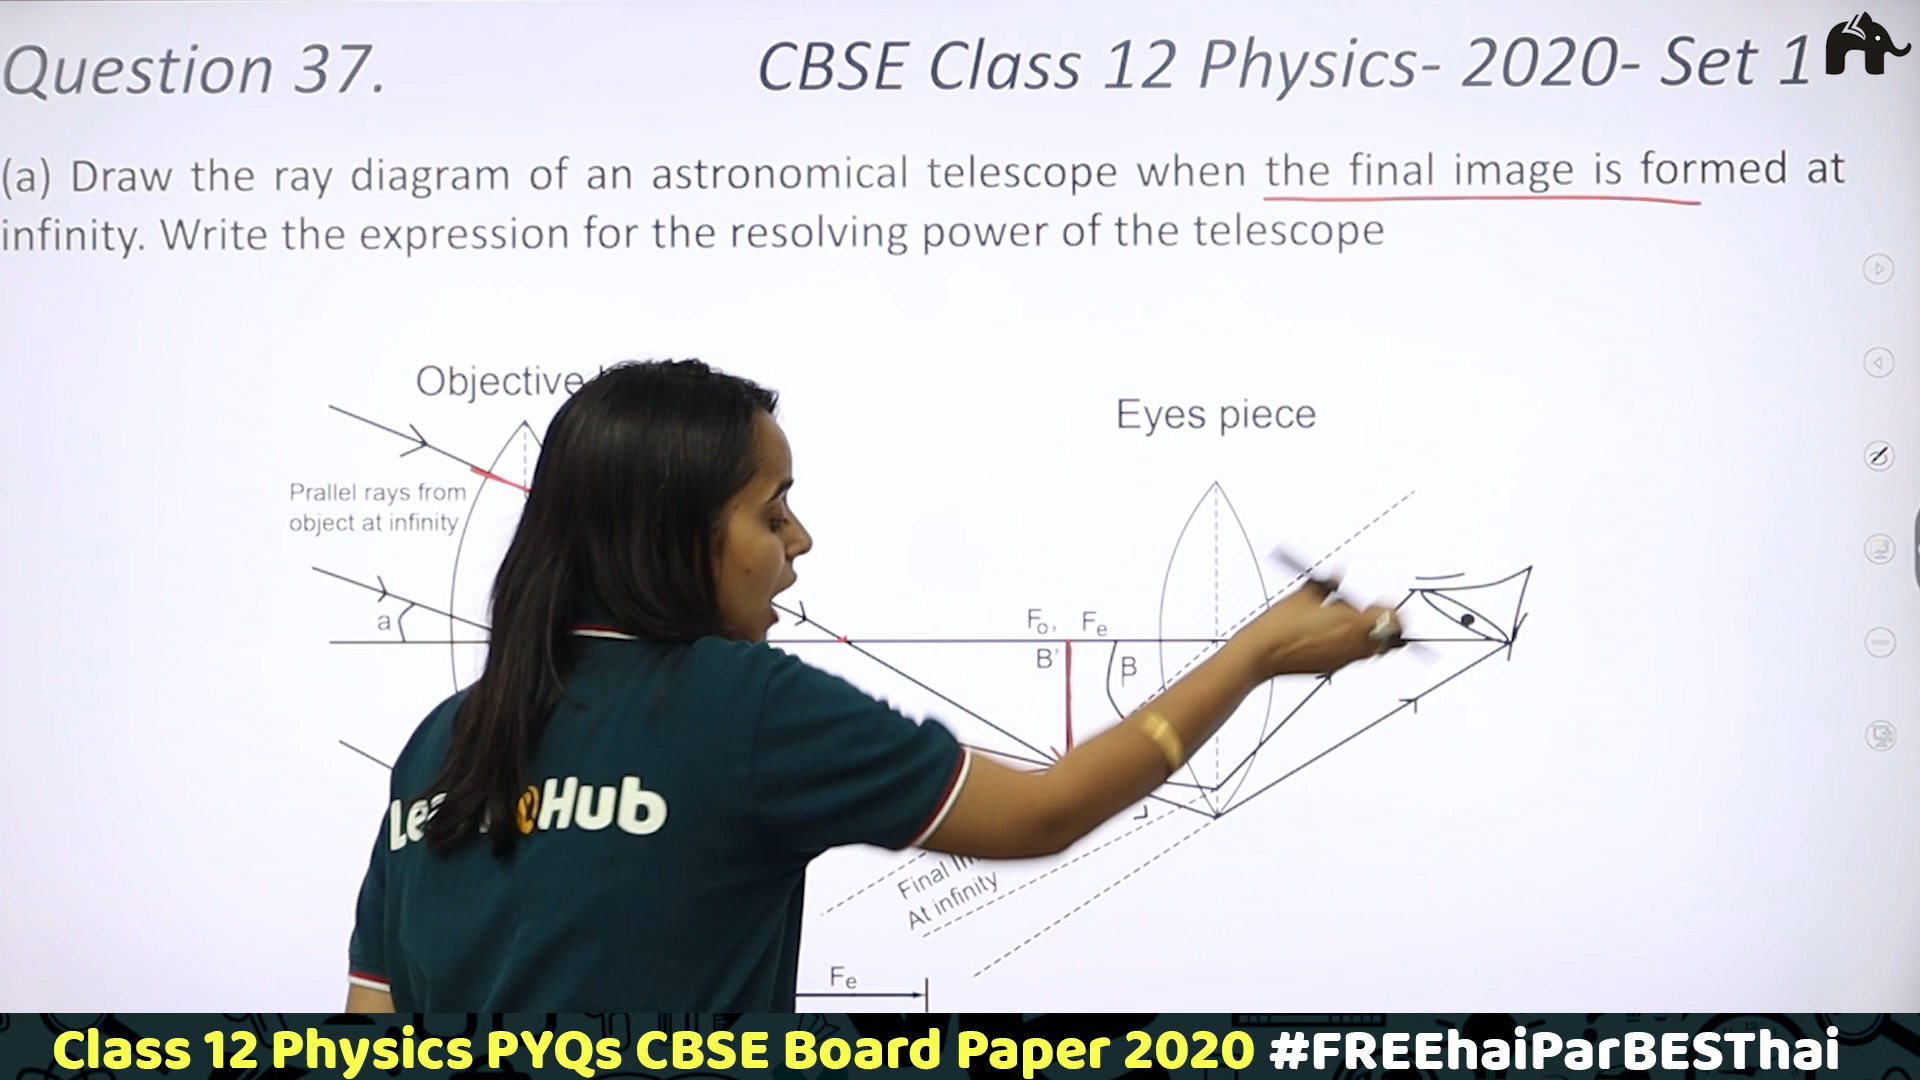 Question 37.
CBSE Class 12 Physics- 2020- Set 1
(a) Draw the ray diagram of an astronomical telescope when the final image is formed at
infinity. Write the expression for the resolving power of the telescope
Objective
Eyes piece
Prallel rays from
object at infinity
a
Fo,
Fe
B'
β
Final
At infinity
Hub
Fe
Class 12 Physics PYQs CBSE Board Paper 2020 #FREEhaiParBESThai